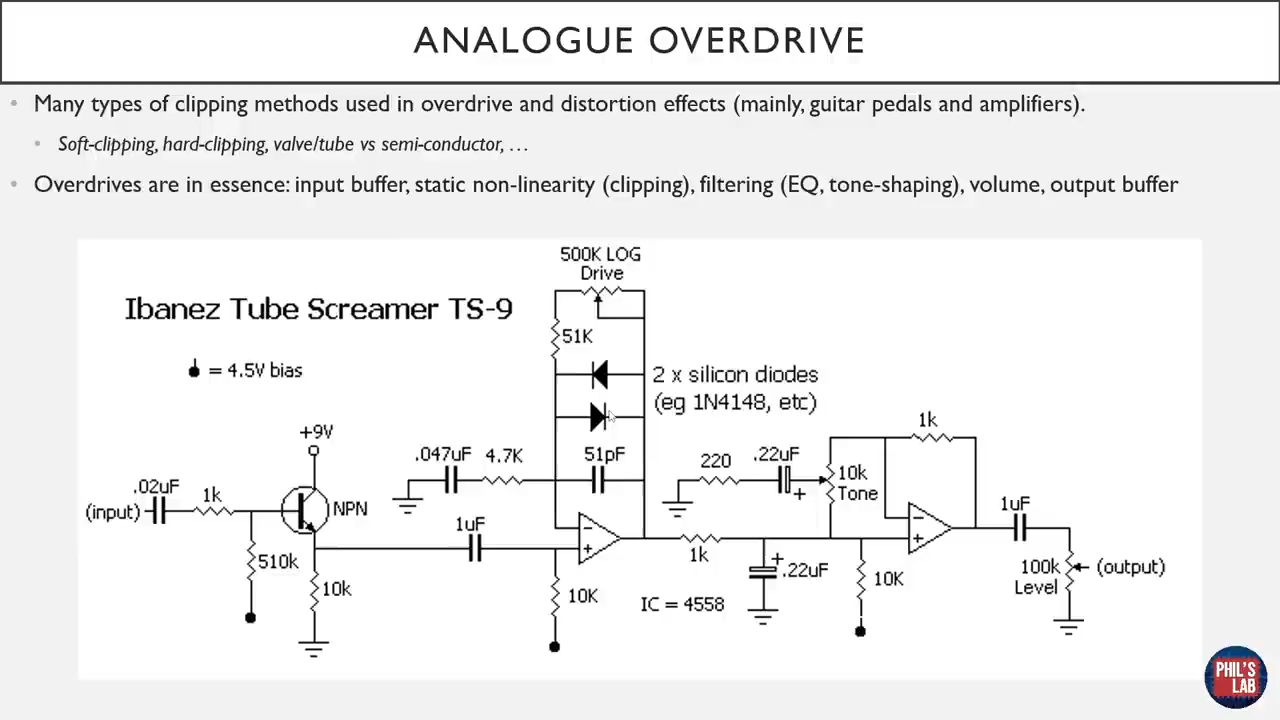 ANALOGUE OVERDRIVE
• Many types of clipping methods used in overdrive and distortion effects (mainly, guitar pedals and amplifiers).
• Soft-clipping, hard-clipping, valve/tube vs semi-conductor, …
• Overdrives are in essence: input buffer, static non-linearity (clipping), filtering (EQ, tone-shaping), volume, output buffer
500K LOG
Drive
Ibanez Tube Screamer TS-9
51K
= 4.5V bias
2 x silicon diodes
(eg 1N4148, etc)
+9V
.047uF
4.7K
51pF
220
.22uF
+
10k
Tone
1k
.02uF
(input)
1k
NPN
1uF
−
+
1k
+
.22uF
−
+
1uF
510k
10k
10K
IC = 4558
10K
100k
Level
(output)
PHIL'S
LAB